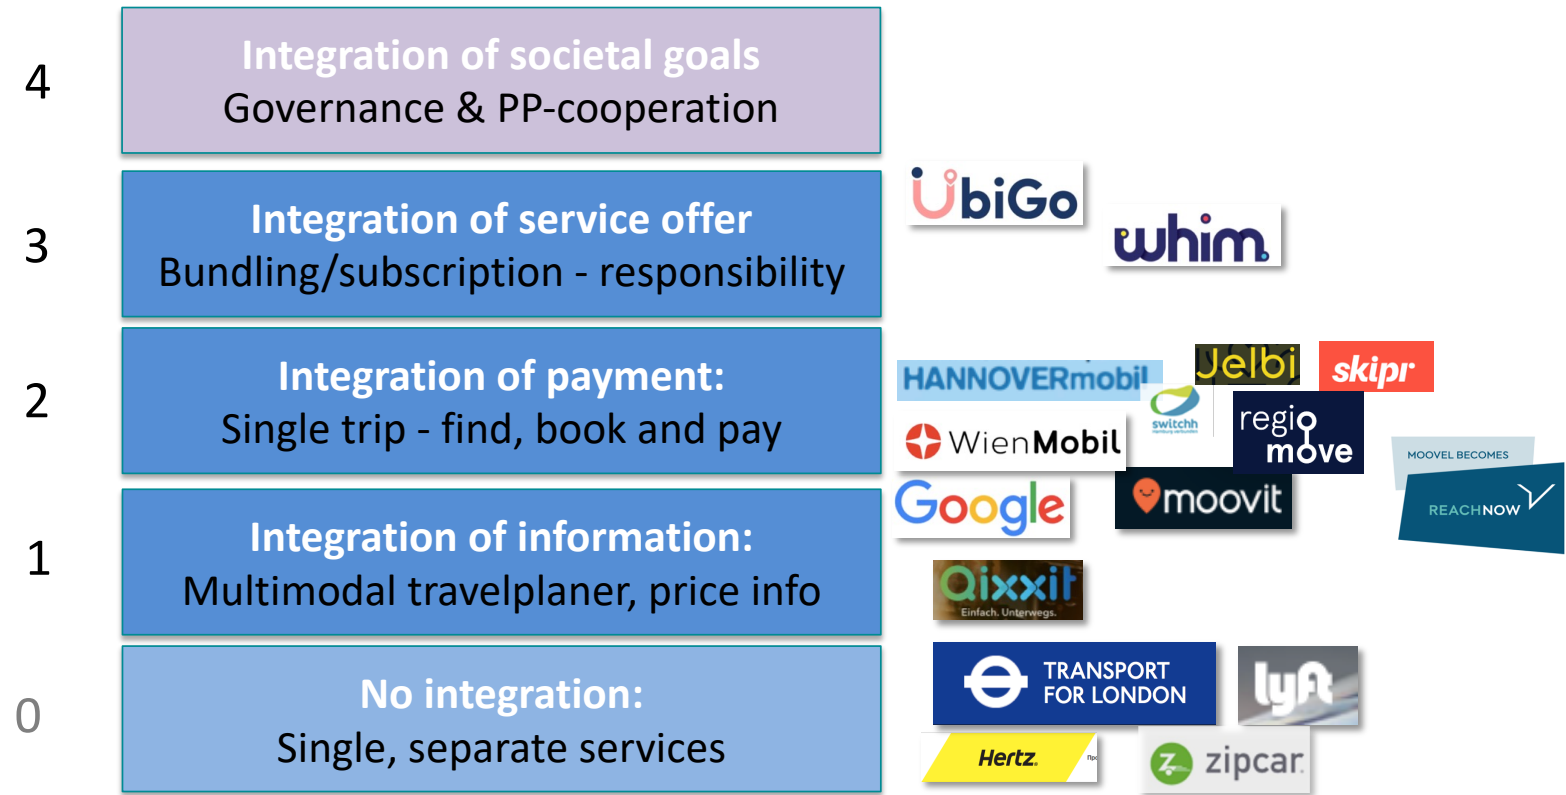 4
Integration of societal goals
Governance & PP-cooperation
3
Integration of service offer
Bundling/subscription - responsibility
UbiGo
whim
2
Integration of payment:
Single trip - find, book and pay
HANNOVERmobil
Jelbi
skipr
switchh
WienMobil
regio
move
MOOVEL BECOMES
REACHNOW
1
Integration of information:
Multimodal travelplaner, price info
Google
moovit
Qixxit
Einfach. Unterwegs.
0
No integration:
Single, separate services
TRANSPORT
FOR LONDON
lyft
Hertz.
zipcar.